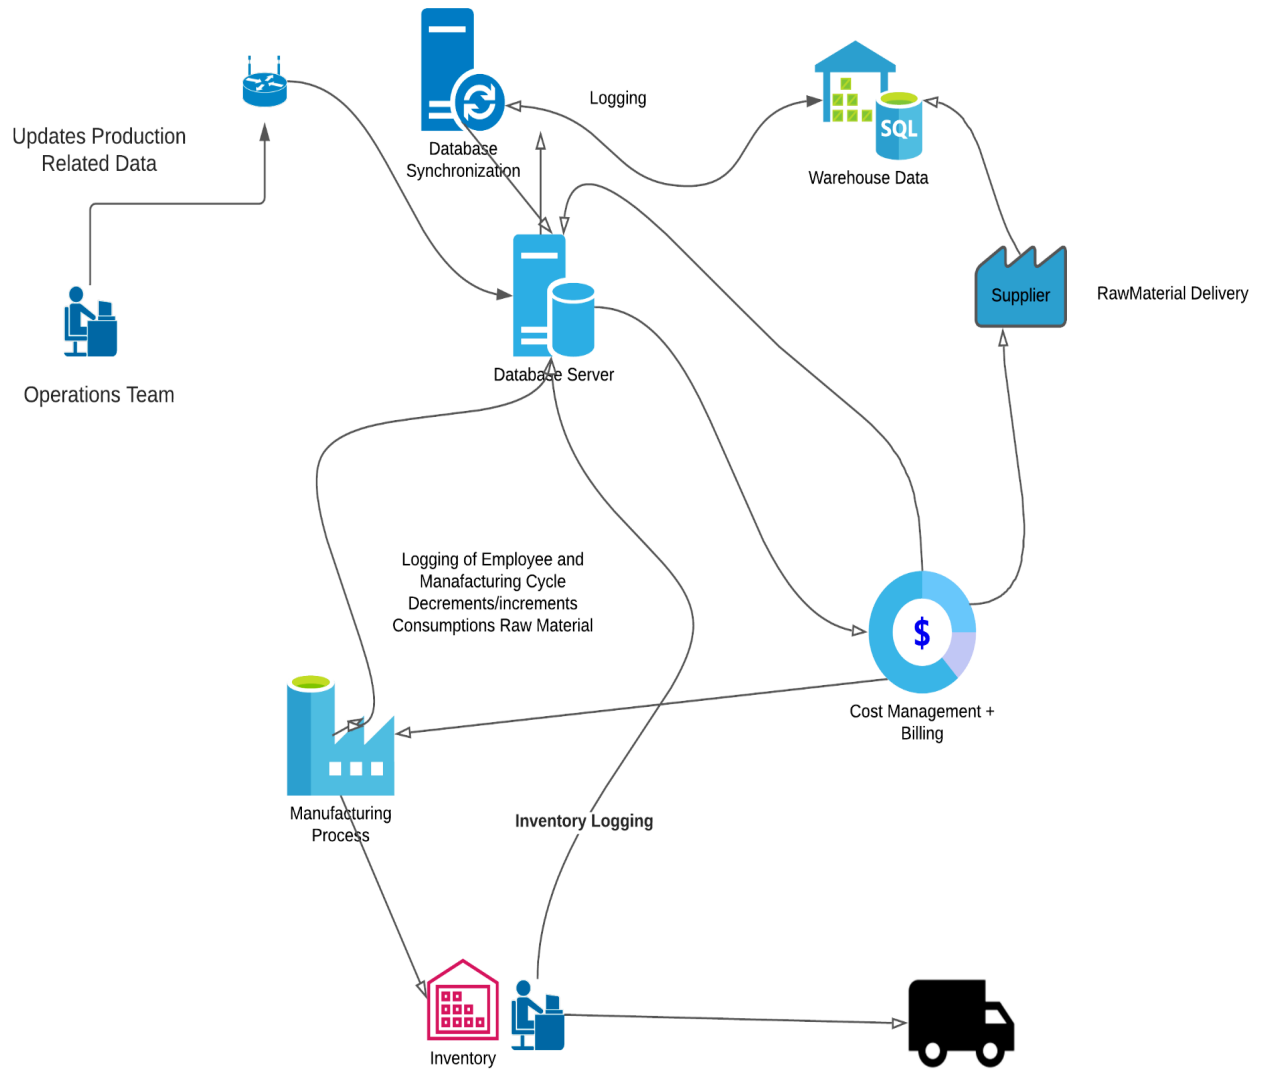 Logging
Updates Production
Related Data
Database
Synchronization
SQL
Warehouse Data
Supplier
RawMaterial Delivery
Database Server
Operations Team
Logging of Employee and
Manafacturing Cycle
Decrements/increments
Consumptions Raw Material
$
Cost Management +
Billing
Manufacturing
Process
Inventory Logging
Inventory